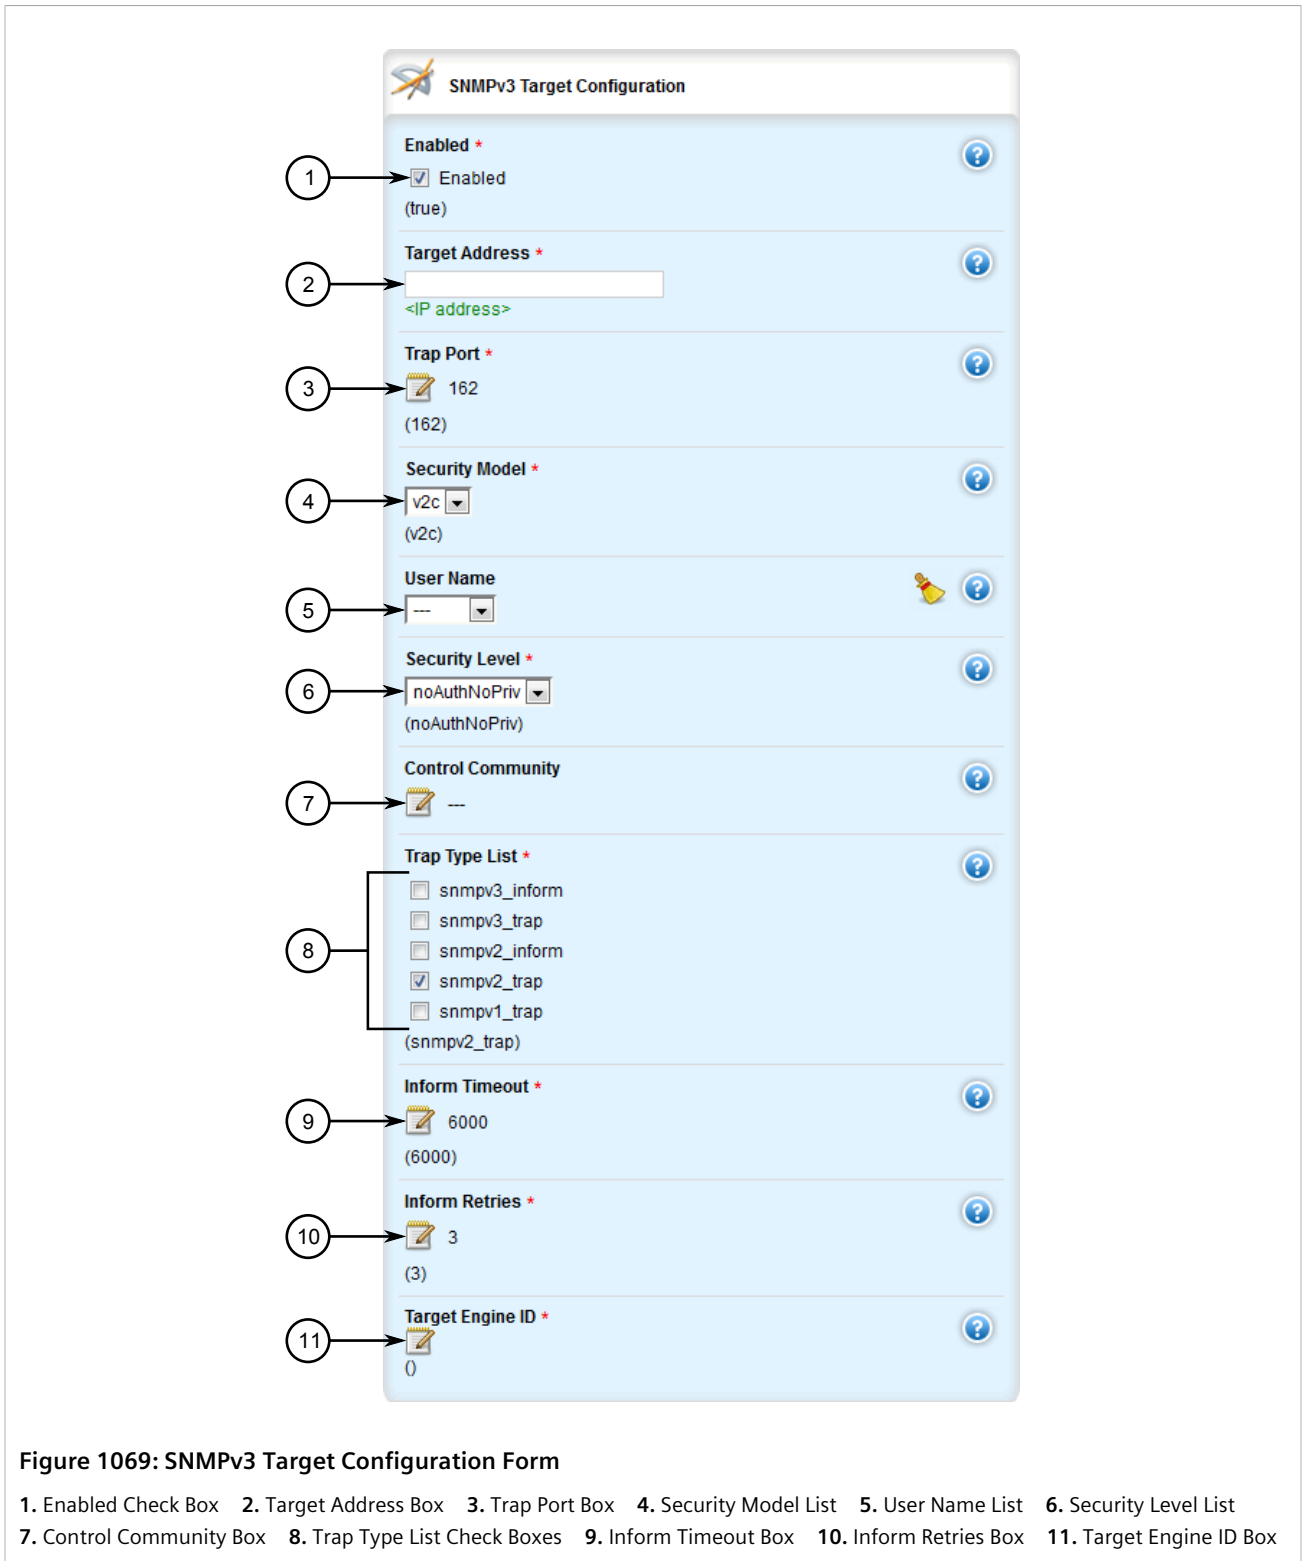 SNMPv3 Target Configuration
Enabled *
1
Enabled
(true)
Target Address *
2
<IP address>
Trap Port *
3
162
(162)
Security Model *
4
v2c
(v2c)
User Name
5
---
Security Level *
6
noAuthNoPriv
(noAuthNoPriv)
Control Community
7
---
Trap Type List *
snmpv3_inform
snmpv3_trap
8
snmpv2_inform
snmpv2_trap
snmpv1_trap
(snmpv2_trap)
Inform Timeout *
9
6000
(6000)
Inform Retries *
10
3
(3)
Target Engine ID *
11
()
Figure 1069: SNMPv3 Target Configuration Form
1. Enabled Check Box 2. Target Address Box 3. Trap Port Box 4. Security Model List 5. User Name List 6. Security Level List
7. Control Community Box 8. Trap Type List Check Boxes 9. Inform Timeout Box 10. Inform Retries Box 11. Target Engine ID Box